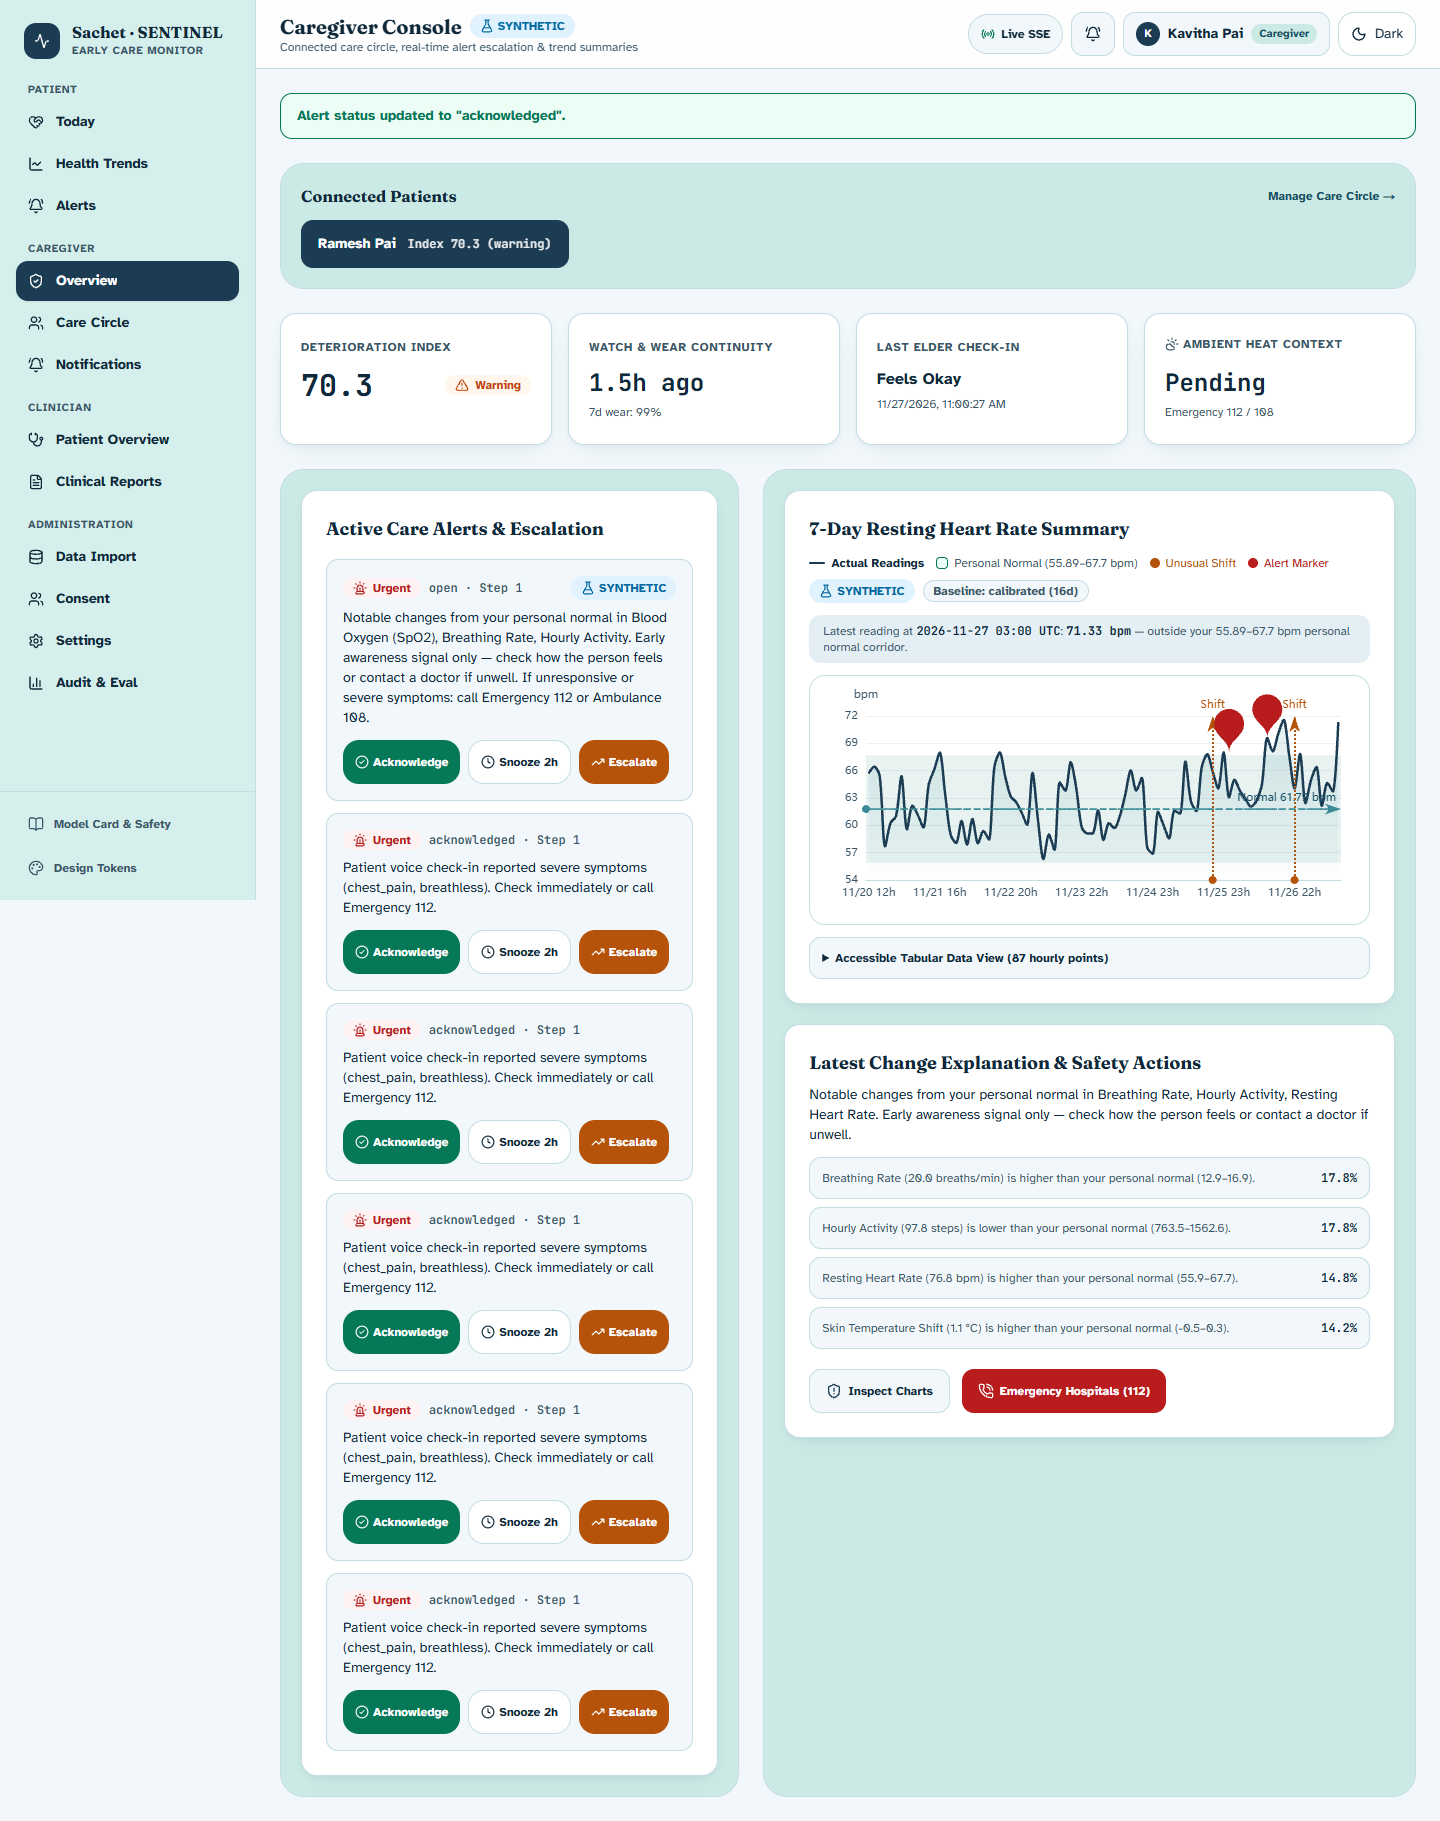 Sachet · SENTINEL
EARLY CARE MONITOR
PATIENT
Today
Health Trends
Alerts
CAREGIVER
Overview
Care Circle
Notifications
CLINICIAN
Patient Overview
Clinical Reports
ADMINISTRATION
Data Import
Consent
Settings
Audit & Eval
Model Card & Safety
Design Tokens
Caregiver Console SYNTHETIC
Connected care circle, real-time alert escalation & trend summaries
Live SSE
K Kavitha Pai Caregiver
Dark
Alert status updated to "acknowledged".
Connected Patients
Manage Care Circle →
Ramesh Pai Index 70.3 (warning)
DETERIORATION INDEX
70.3 Warning
WATCH & WEAR CONTINUITY
1.5h ago
7d wear: 99%
LAST ELDER CHECK-IN
Feels Okay
11/27/2026, 11:00:27 AM
AMBIENT HEAT CONTEXT
Pending
Emergency 112 / 108
Active Care Alerts & Escalation
Urgent open · Step 1 SYNTHETIC
Notable changes from your personal normal in Blood
Oxygen (SpO2), Breathing Rate, Hourly Activity. Early
awareness signal only — check how the person feels
or contact a doctor if unwell. If unresponsive or
severe symptoms: call Emergency 112 or Ambulance
108.
Acknowledge Snooze 2h Escalate
Urgent acknowledged · Step 1
Patient voice check-in reported severe symptoms
(chest_pain, breathless). Check immediately or call
Emergency 112.
Acknowledge Snooze 2h Escalate
Urgent acknowledged · Step 1
Patient voice check-in reported severe symptoms
(chest_pain, breathless). Check immediately or call
Emergency 112.
Acknowledge Snooze 2h Escalate
Urgent acknowledged · Step 1
Patient voice check-in reported severe symptoms
(chest_pain, breathless). Check immediately or call
Emergency 112.
Acknowledge Snooze 2h Escalate
Urgent acknowledged · Step 1
Patient voice check-in reported severe symptoms
(chest_pain, breathless). Check immediately or call
Emergency 112.
Acknowledge Snooze 2h Escalate
Urgent acknowledged · Step 1
Patient voice check-in reported severe symptoms
(chest_pain, breathless). Check immediately or call
Emergency 112.
Acknowledge Snooze 2h Escalate
7-Day Resting Heart Rate Summary
Actual Readings Personal Normal (55.89–67.7 bpm) Unusual Shift Alert Marker
SYNTHETIC Baseline: calibrated (16d)
Latest reading at 2026-11-27 03:00 UTC: 71.33 bpm — outside your 55.89–67.7 bpm personal
normal corridor.
bpm
Shift Shift
72
69
66
63
Normal 61.79 bpm
60
57
54
11/20 12h 11/21 16h 11/22 20h 11/23 22h 11/24 23h 11/25 23h 11/26 22h
Accessible Tabular Data View (87 hourly points)
Latest Change Explanation & Safety Actions
Notable changes from your personal normal in Breathing Rate, Hourly Activity, Resting
Heart Rate. Early awareness signal only — check how the person feels or contact a doctor if
unwell.
Breathing Rate (20.0 breaths/min) is higher than your personal normal (12.9–16.9). 17.8%
Hourly Activity (97.8 steps) is lower than your personal normal (763.5–1562.6). 17.8%
Resting Heart Rate (76.8 bpm) is higher than your personal normal (55.9–67.7). 14.8%
Skin Temperature Shift (1.1 °C) is higher than your personal normal (-0.5–0.3). 14.2%
Inspect Charts Emergency Hospitals (112)